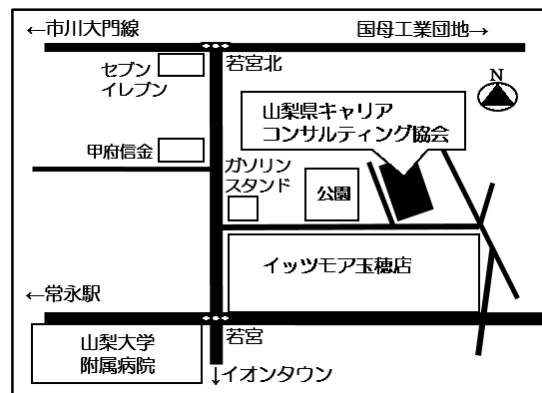 ←市川大門線
国母工業団地→
セブン
イレブン
若宮北
N
山梨県キャリア
コンサルティング協会
甲府信金
ガソリン
スタンド
公園
イッツモア玉穂店
←常永駅
山梨大学
附属病院
若宮
↓イオンタウン